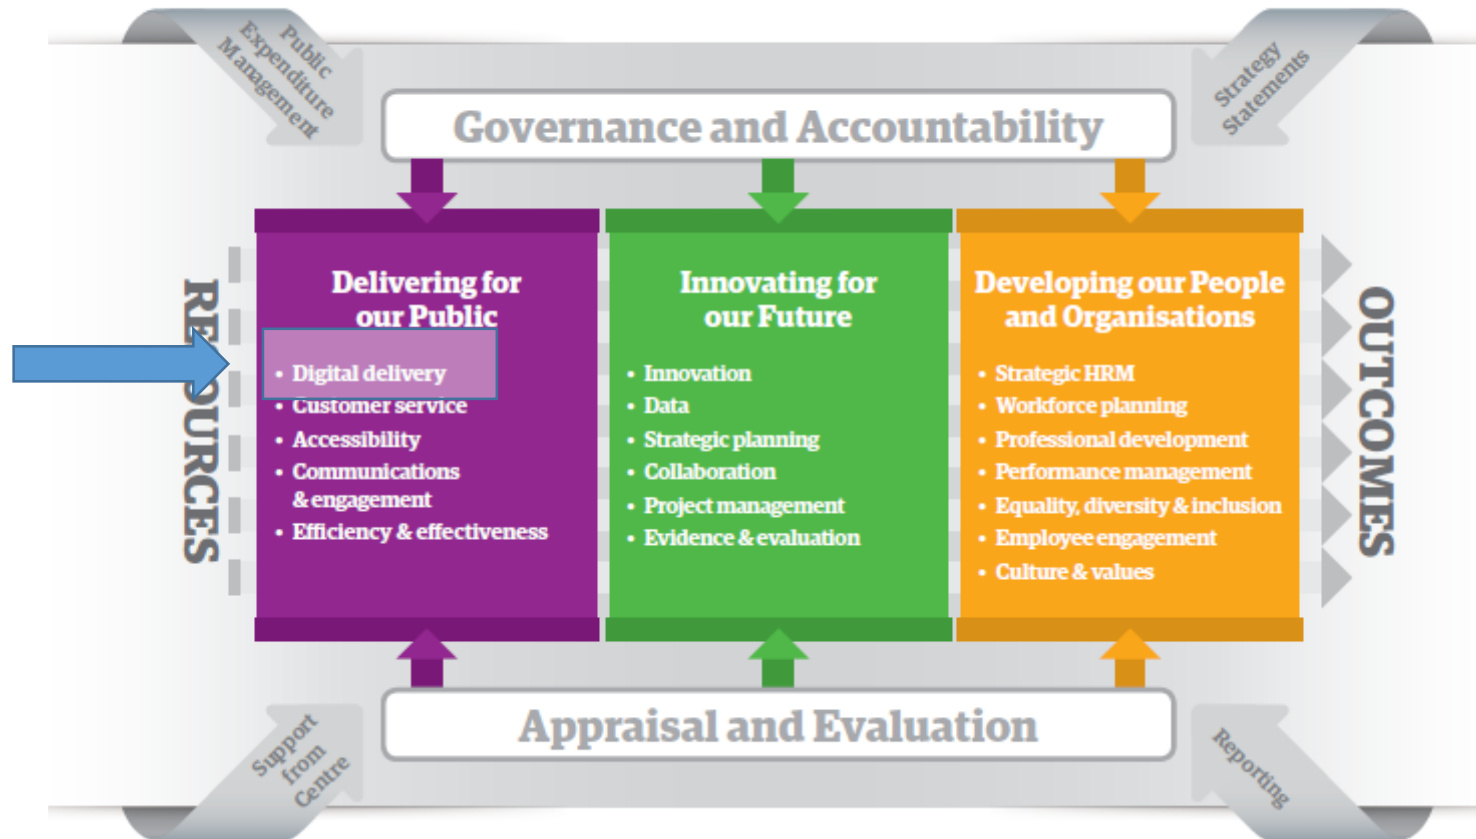 Public
Expenditure
Management
Strategy
Statements
Governance and Accountability
RESOURCES
Delivering for
our Public
• Digital delivery
• Customer service
• Accessibility
• Communications
& engagement
• Efficiency & effectiveness
Innovating for
our Future
• Innovation
• Data
• Strategic planning
• Collaboration
• Project management
• Evidence & evaluation
Developing our People
and Organisations
• Strategic HRM
• Workforce planning
• Professional development
• Performance management
• Equality, diversity & inclusion
• Employee engagement
• Culture & values
OUTCOMES
Appraisal and Evaluation
Support
from
Centre
Reporting